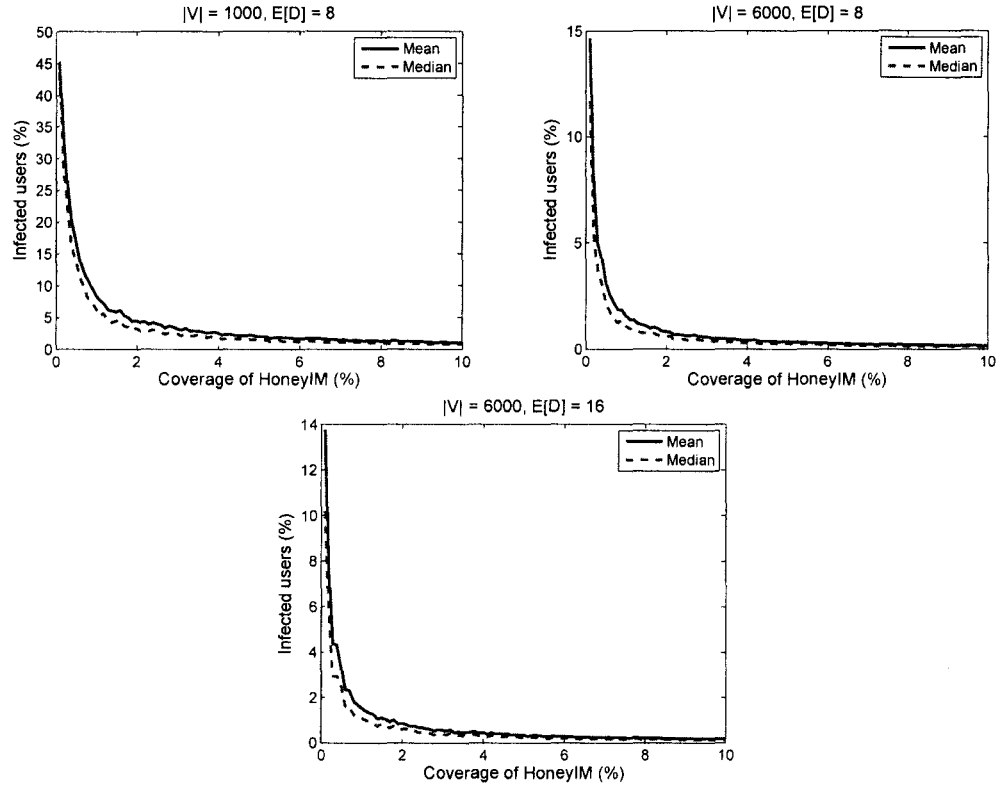 |V| = 1000, E[D] = 8
50
45
40
35
30
25
20
15
10
5
0
Infected users (%)
Mean
Median
0
2
4
6
8
10
Coverage of HoneyIM (%)
|V| = 6000, E[D] = 8
15
10
5
0
Infected users (%)
Mean
Median
0
2
4
6
8
10
Coverage of HoneyIM (%)
|V| = 6000, E[D] = 16
14
12
10
8
6
4
2
0
Infected users (%)
Mean
Median
0
2
4
6
8
10
Coverage of HoneyIM (%)